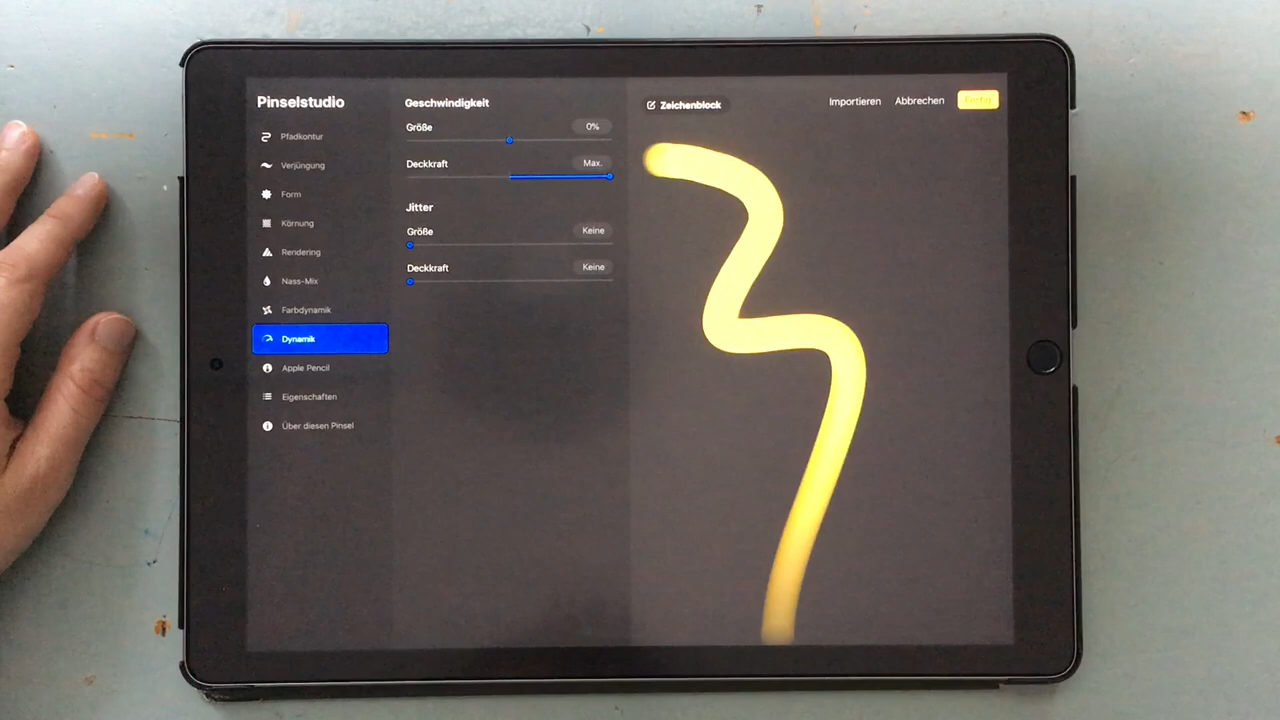 Pinselstudio
Pfadkontur
Verjüngung
Form
Körnung
Rendering
Nass-Mix
Farbdynamik
Dynamik
Apple Pencil
Eigenschaften
Über diesen Pinsel
Geschwindigkeit
Größe 0%
Deckkraft Max.
Jitter
Größe Keine
Deckkraft Keine
Zeichenblock
Importieren Abbrechen Fertig